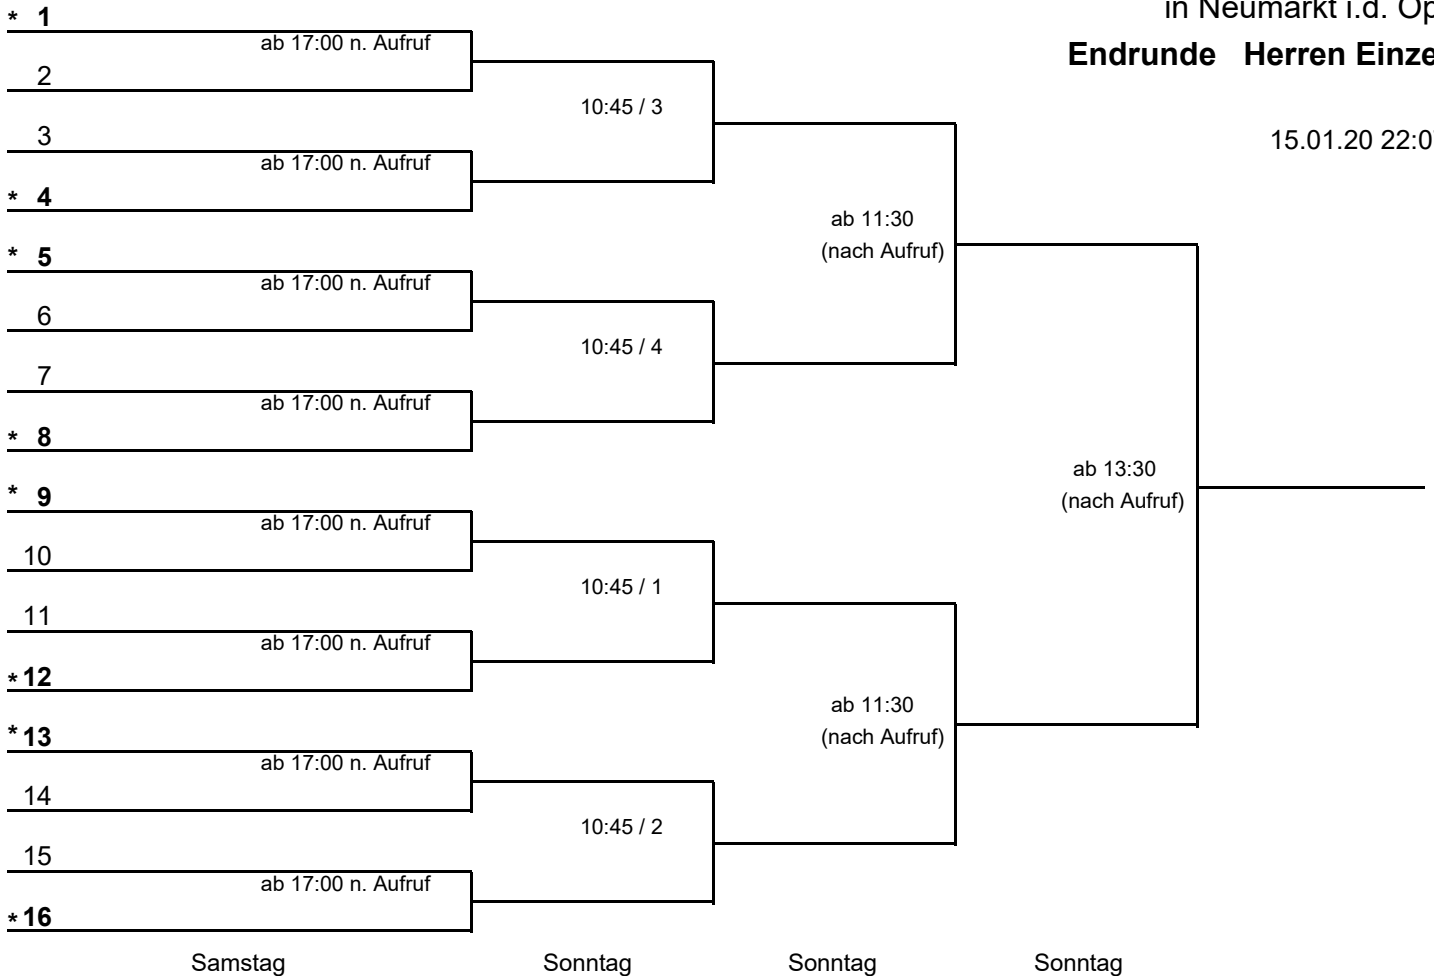 in Neumarkt i.d. Op
Endrunde Herren Einze
15.01.20 22:0
* 1
ab 17:00 n. Aufruf
2
10:45 / 3
3
ab 17:00 n. Aufruf
* 4
ab 11:30
(nach Aufruf)
* 5
ab 17:00 n. Aufruf
6
10:45 / 4
7
ab 17:00 n. Aufruf
* 8
ab 13:30
(nach Aufruf)
* 9
ab 17:00 n. Aufruf
10
10:45 / 1
11
ab 17:00 n. Aufruf
* 12
ab 11:30
(nach Aufruf)
* 13
ab 17:00 n. Aufruf
14
10:45 / 2
15
ab 17:00 n. Aufruf
* 16
Samstag Sonntag Sonntag Sonntag